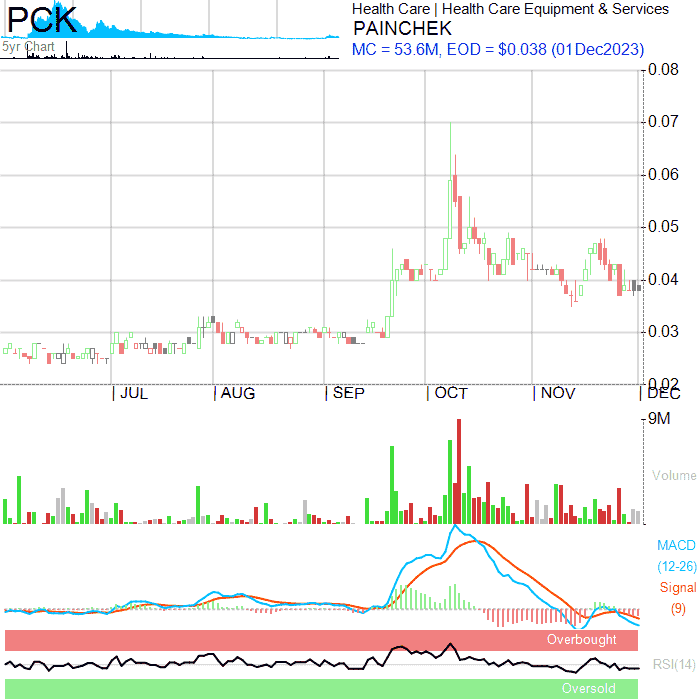 PCK
Health Care | Health Care Equipment & Services
PAINCHEK
MC = 53.6M, EOD = $0.038 (01Dec2023)
5yr Chart
0.08
0.07
0.06
0.05
0.04
0.03
0.02
JUL
AUG
SEP
OCT
NOV
DEC
9M
Volume
MACD
(12-26)
Signal
(9)
Overbought
RSI(14)
Oversold